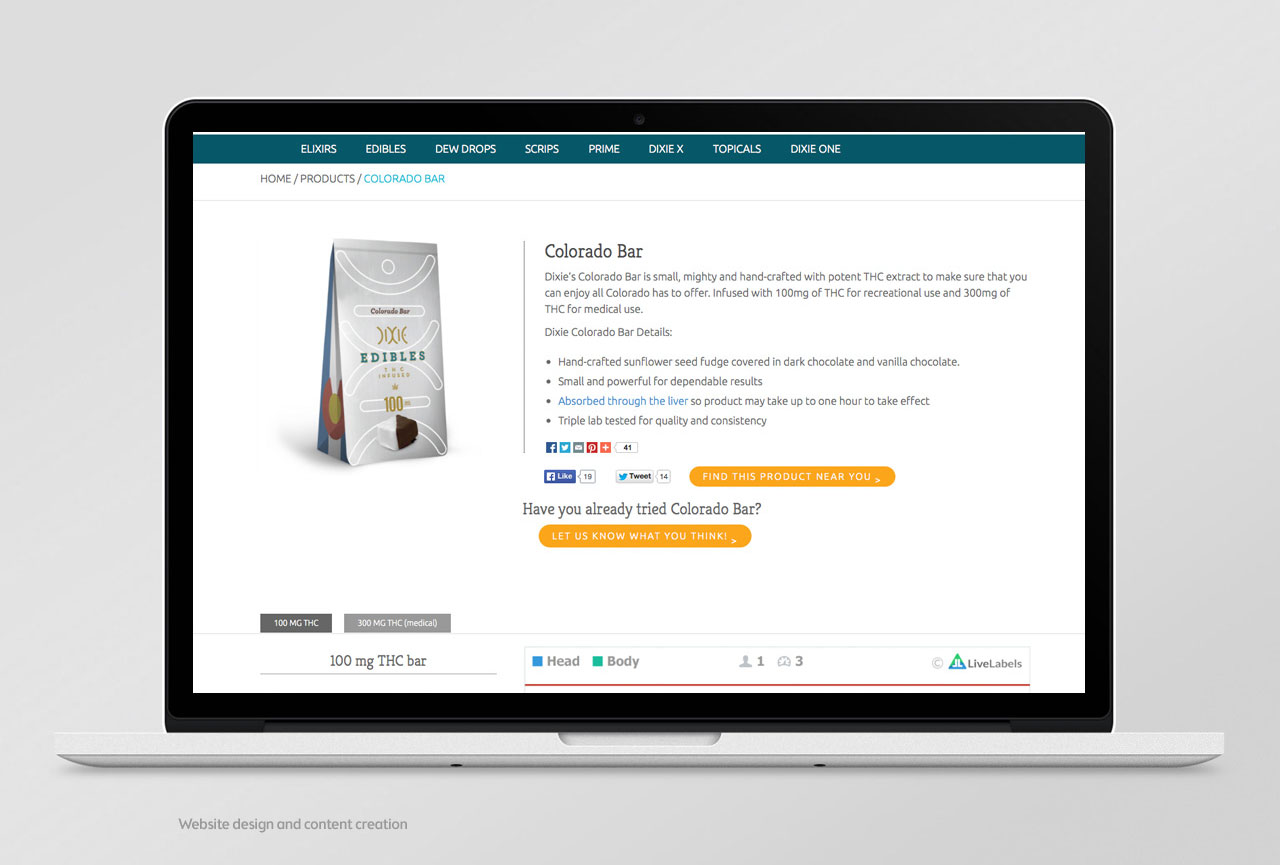 ELIXIRS EDIBLES DEW DROPS SCRIPS PRIME DIXIE X TOPICALS DIXIE ONE
HOME / PRODUCTS / COLORADO BAR
Colorado Bar
DIXIE
EDIBLES
THC
INFUSED
100 mg
Colorado Bar
Dixie's Colorado Bar is small, mighty and hand-crafted with potent THC extract to make sure that you
can enjoy all Colorado has to offer. Infused with 100mg of THC for recreational use and 300mg of
THC for medical use.
Dixie Colorado Bar Details:
• Hand-crafted sunflower seed fudge covered in dark chocolate and vanilla chocolate.
• Small and powerful for dependable results
• Absorbed through the liver so product may take up to one hour to take effect
• Triple lab tested for quality and consistency
41
Like 19 Tweet 14 FIND THIS PRODUCT NEAR YOU >
Have you already tried Colorado Bar?
LET US KNOW WHAT YOU THINK! >
100 MG THC 300 MG THC (medical)
100 mg THC bar
Head Body 1 3 © LiveLabels
Website design and content creation